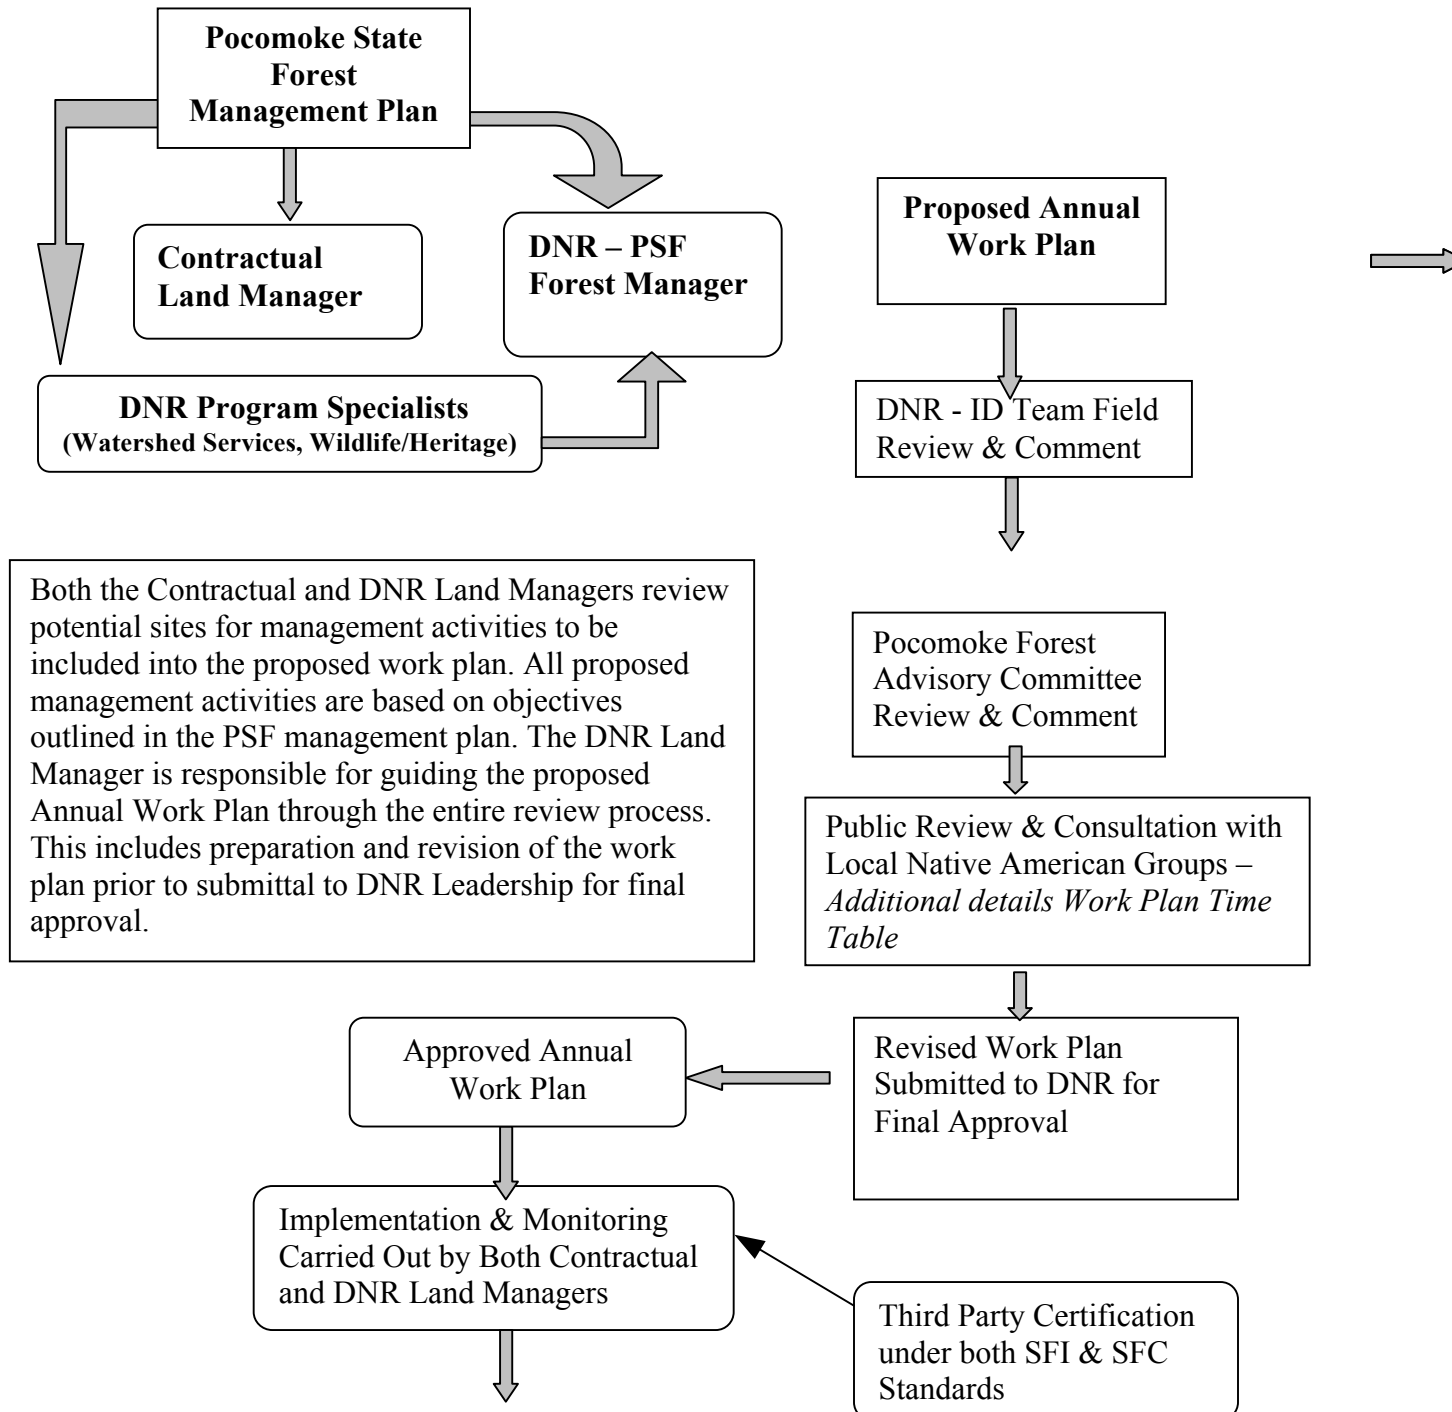 Pocomoke State
Forest
Management Plan
Contractual
Land Manager
DNR – PSF
Forest Manager
DNR Program Specialists
(Watershed Services, Wildlife/Heritage)
Proposed Annual
Work Plan
DNR - ID Team Field
Review & Comment
Both the Contractual and DNR Land Managers review
potential sites for management activities to be
included into the proposed work plan. All proposed
management activities are based on objectives
outlined in the PSF management plan. The DNR Land
Manager is responsible for guiding the proposed
Annual Work Plan through the entire review process.
This includes preparation and revision of the work
plan prior to submittal to DNR Leadership for final
approval.
Pocomoke Forest
Advisory Committee
Review & Comment
Public Review & Consultation with
Local Native American Groups –
Additional details Work Plan Time
Table
Revised Work Plan
Submitted to DNR for
Final Approval
Approved Annual
Work Plan
Implementation & Monitoring
Carried Out by Both Contractual
and DNR Land Managers
Third Party Certification
under both SFI & SFC
Standards